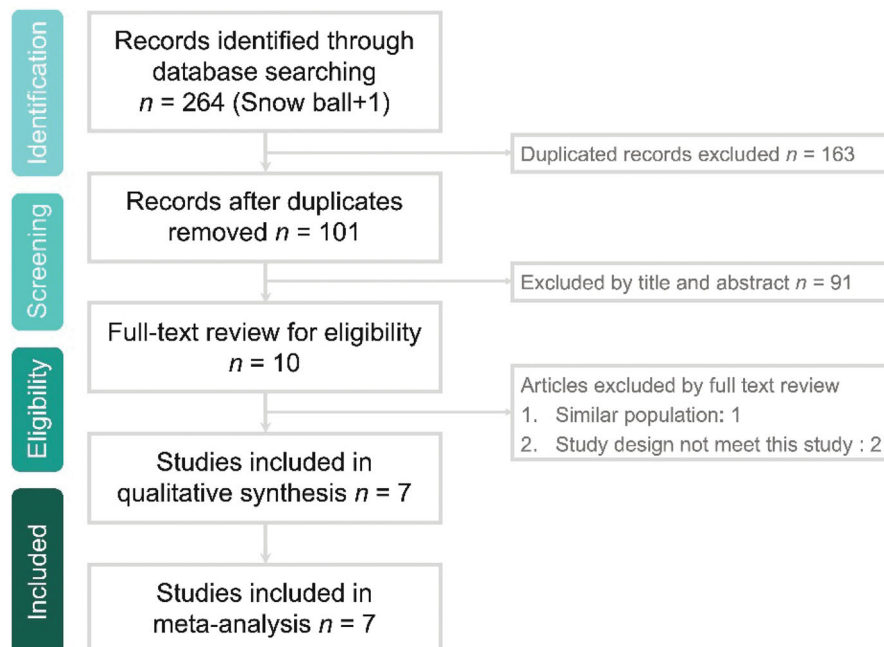 Identification
Records identified through
database searching
n = 264 (Snow ball+1)
Duplicated records excluded n = 163
Screening
Records after duplicates
removed n = 101
Excluded by title and abstract n = 91
Full-text review for eligibility
n = 10
Eligibility
Articles excluded by full text review
1. Similar population: 1
2. Study design not meet this study : 2
Studies included in
qualitative synthesis n = 7
Included
Studies included in
meta-analysis n = 7